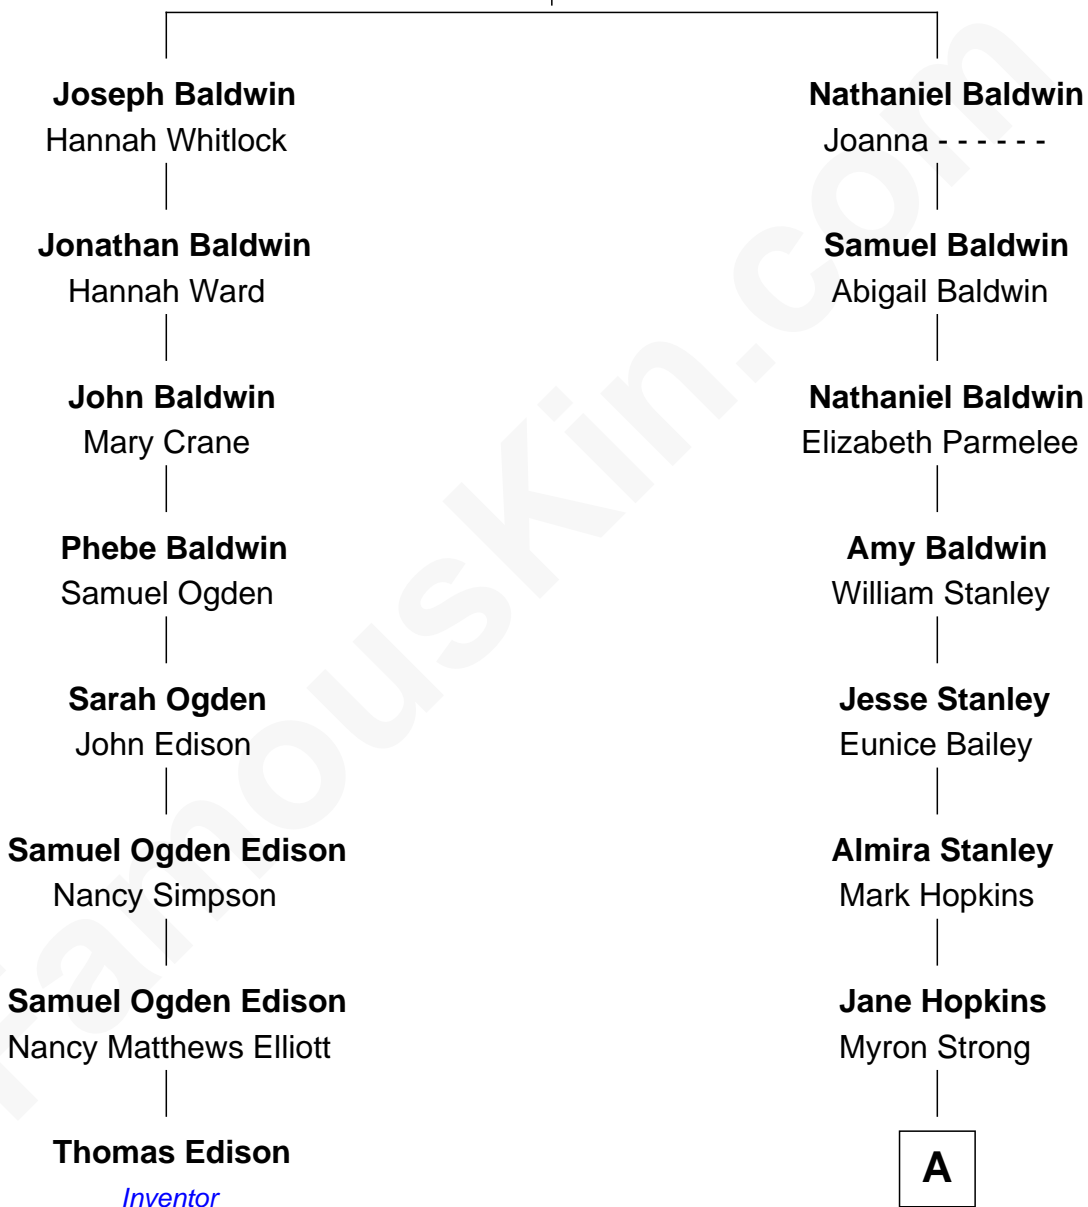 Joseph Baldwin
Hannah Whitlock
Jonathan Baldwin
Hannah Ward
John Baldwin
Mary Crane
Phebe Baldwin
Samuel Ogden
Sarah Ogden
John Edison
Samuel Ogden Edison
Nancy Simpson
Samuel Ogden Edison
Nancy Matthews Elliott
Thomas Edison
Inventor
Nathaniel Baldwin
Joanna - - - - - -
Samuel Baldwin
Abigail Baldwin
Nathaniel Baldwin
Elizabeth Parmelee
Amy Baldwin
William Stanley
Jesse Stanley
Eunice Bailey
Almira Stanley
Mark Hopkins
Jane Hopkins
Myron Strong
A
FamousKin.com